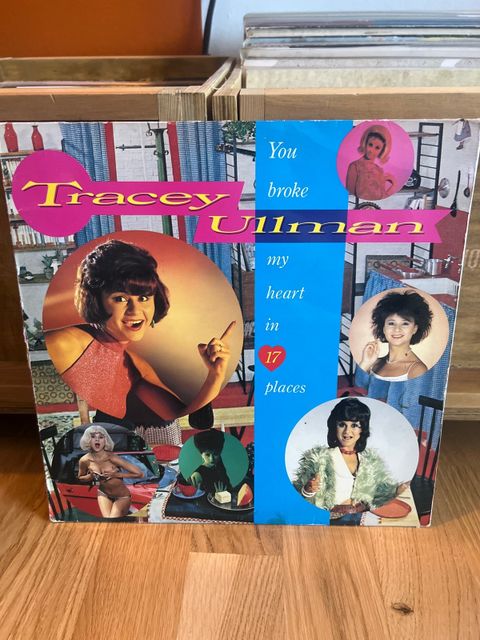 Tracey
Ullman
You
broke
my
heart
in
17
places